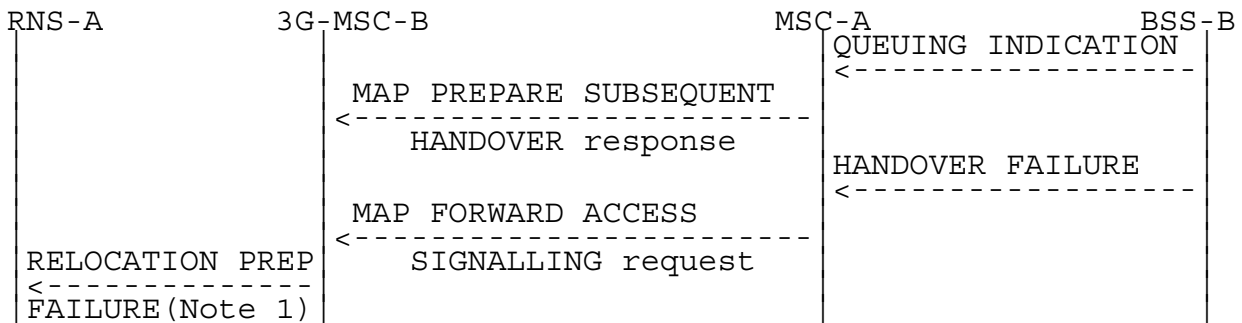 RNS-A 3G-MSC-B MSC-A BSS-B
QUEUING INDICATION
<-------------------
MAP PREPARE SUBSEQUENT
<-------------------------
HANDOVER response
HANDOVER FAILURE
<-------------------
MAP FORWARD ACCESS
<-------------------------
RELOCATION PREP SIGNALLING request
<--------------
FAILURE(Note 1)